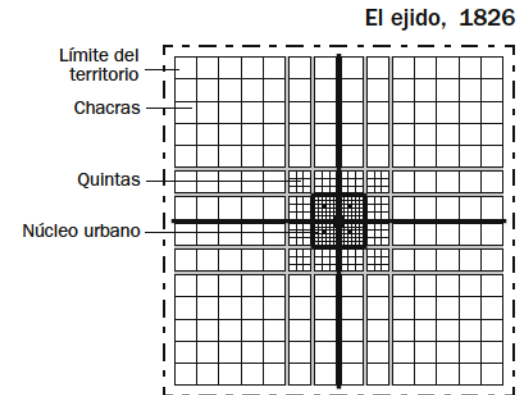 El ejido, 1826
Límite del
territorio
Chacras
Quintas
Núcleo urbano